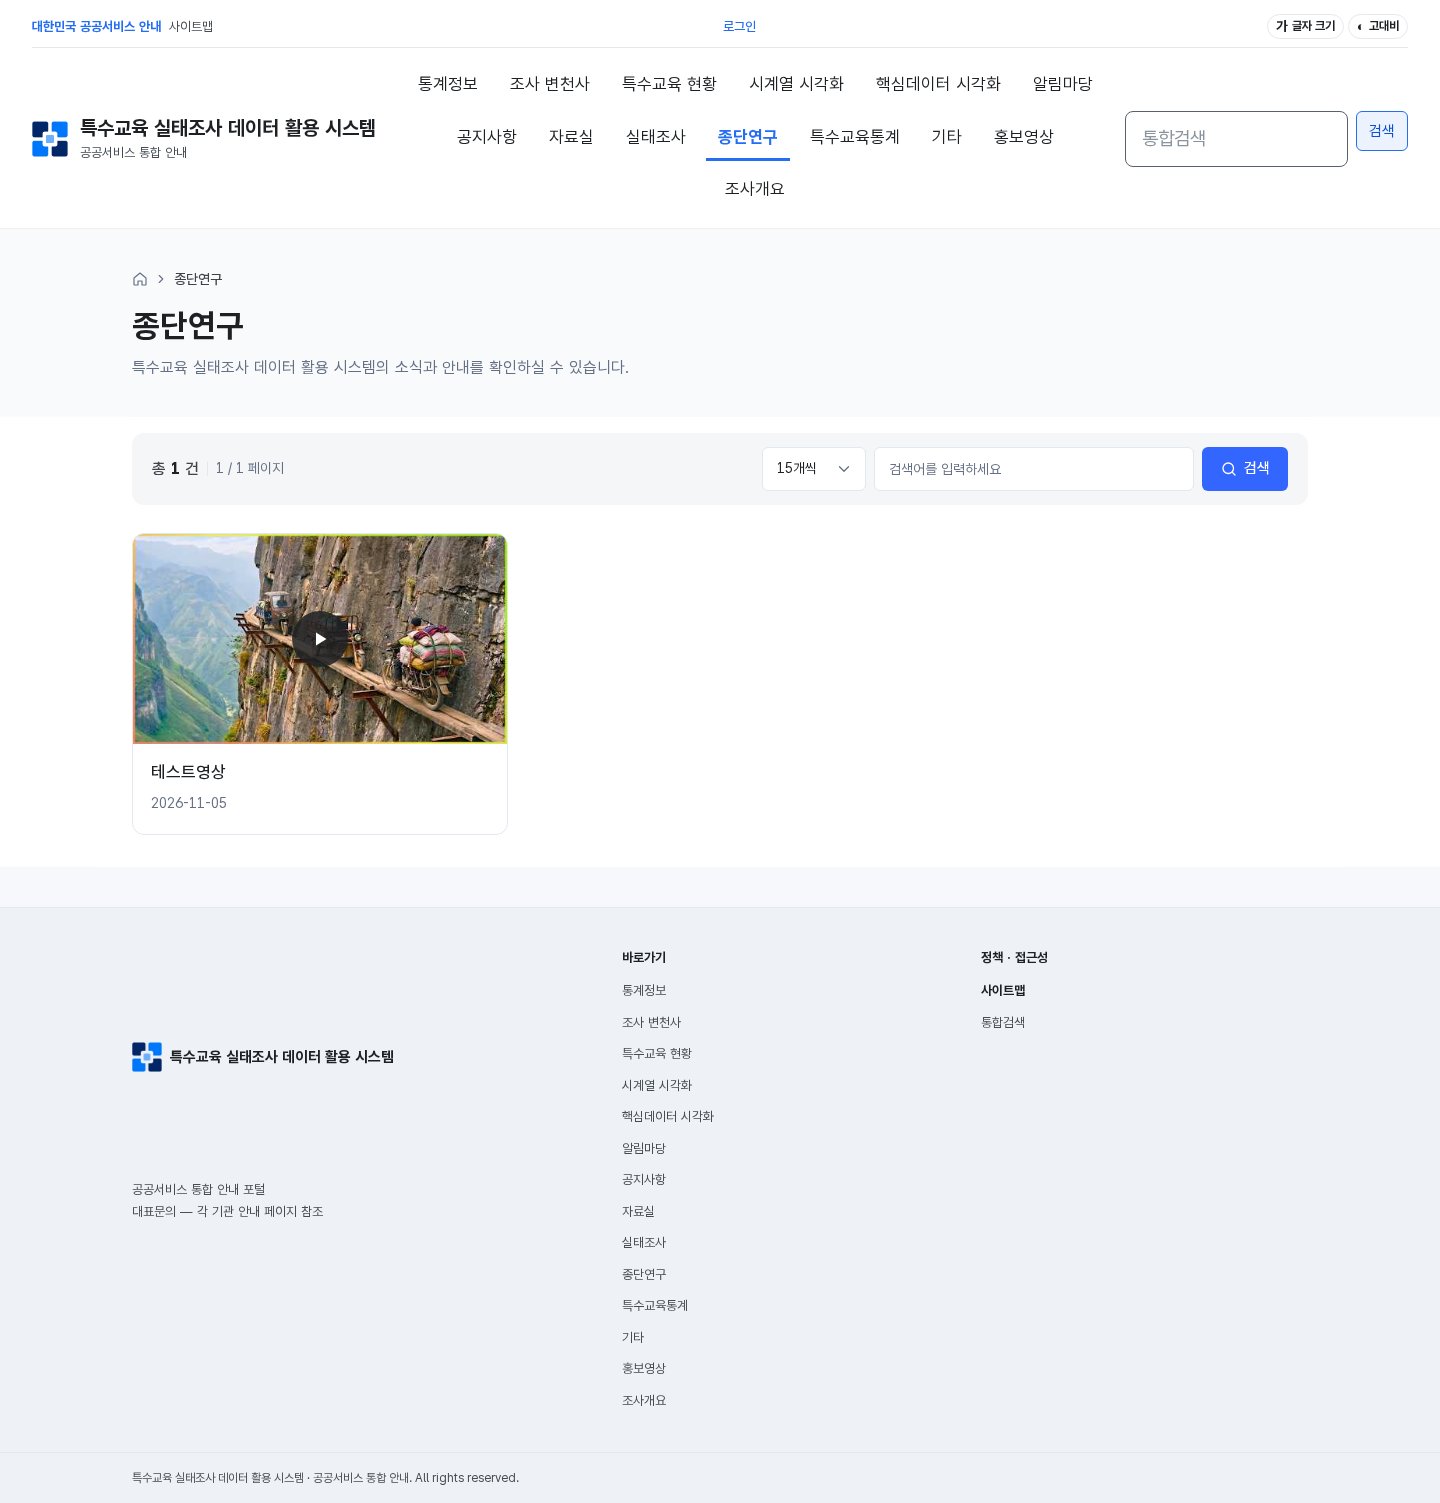 대한민국 공공서비스 안내 사이트맵
로그인
가 글자 크기
고대비
통계정보 조사 변천사 특수교육 현황 시계열 시각화 핵심데이터 시각화 알림마당
특수교육 실태조사 데이터 활용 시스템
공공서비스 통합 안내
공지사항 자료실 실태조사 종단연구 특수교육통계 기타 홍보영상
조사개요
통합검색
검색
종단연구
종단연구
특수교육 실태조사 데이터 활용 시스템의 소식과 안내를 확인하실 수 있습니다.
총 1 건 1 / 1 페이지
15개씩
검색어를 입력하세요
검색
테스트영상
2026-11-05
특수교육 실태조사 데이터 활용 시스템
공공서비스 통합 안내 포털
대표문의 — 각 기관 안내 페이지 참조
바로가기
통계정보
조사 변천사
특수교육 현황
시계열 시각화
핵심데이터 시각화
알림마당
공지사항
자료실
실태조사
종단연구
특수교육통계
기타
홍보영상
조사개요
정책 · 접근성
사이트맵
통합검색
특수교육 실태조사 데이터 활용 시스템 · 공공서비스 통합 안내. All rights reserved.